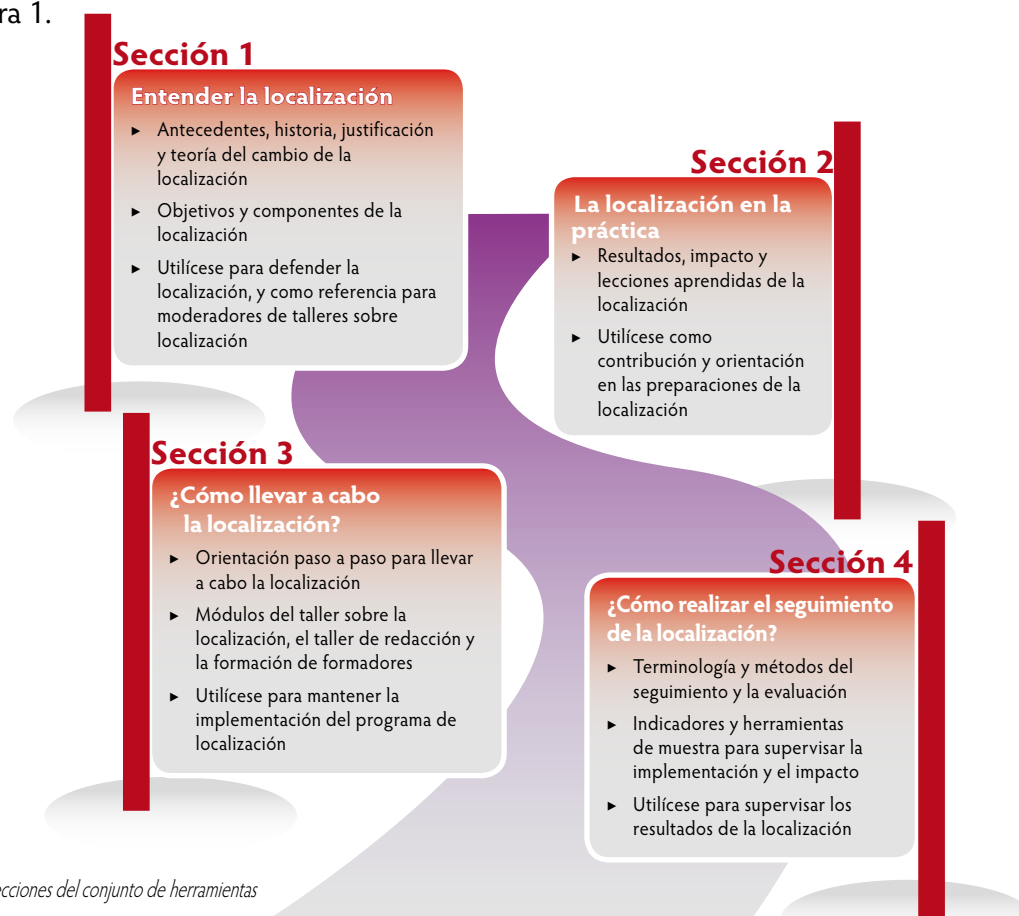 ra 1.
Sección 1
Entender la localización
► Antecedentes, historia, justificación
y teoría del cambio de la
localización
► Objetivos y componentes de la
localización
► Utilícese para defender la
localización, y como referencia para
moderadores de talleres sobre
localización
Sección 2
La localización en la
práctica
► Resultados, impacto y
lecciones aprendidas de la
localización
► Utilícese como
contribución y orientación
en las preparaciones de la
localización
Sección 3
¿Cómo llevar a cabo
la localización?
► Orientación paso a paso para llevar
a cabo la localización
► Módulos del taller sobre la
localización, el taller de redacción y
la formación de formadores
► Utilícese para mantener la
implementación del programa de
localización
Sección 4
¿Cómo realizar el seguimiento
de la localización?
► Terminología y métodos del
seguimiento y la evaluación
► Indicadores y herramientas
de muestra para supervisar la
implementación y el impacto
► Utilícese para supervisar los
resultados de la localización
ecciones del conjunto de herramientas